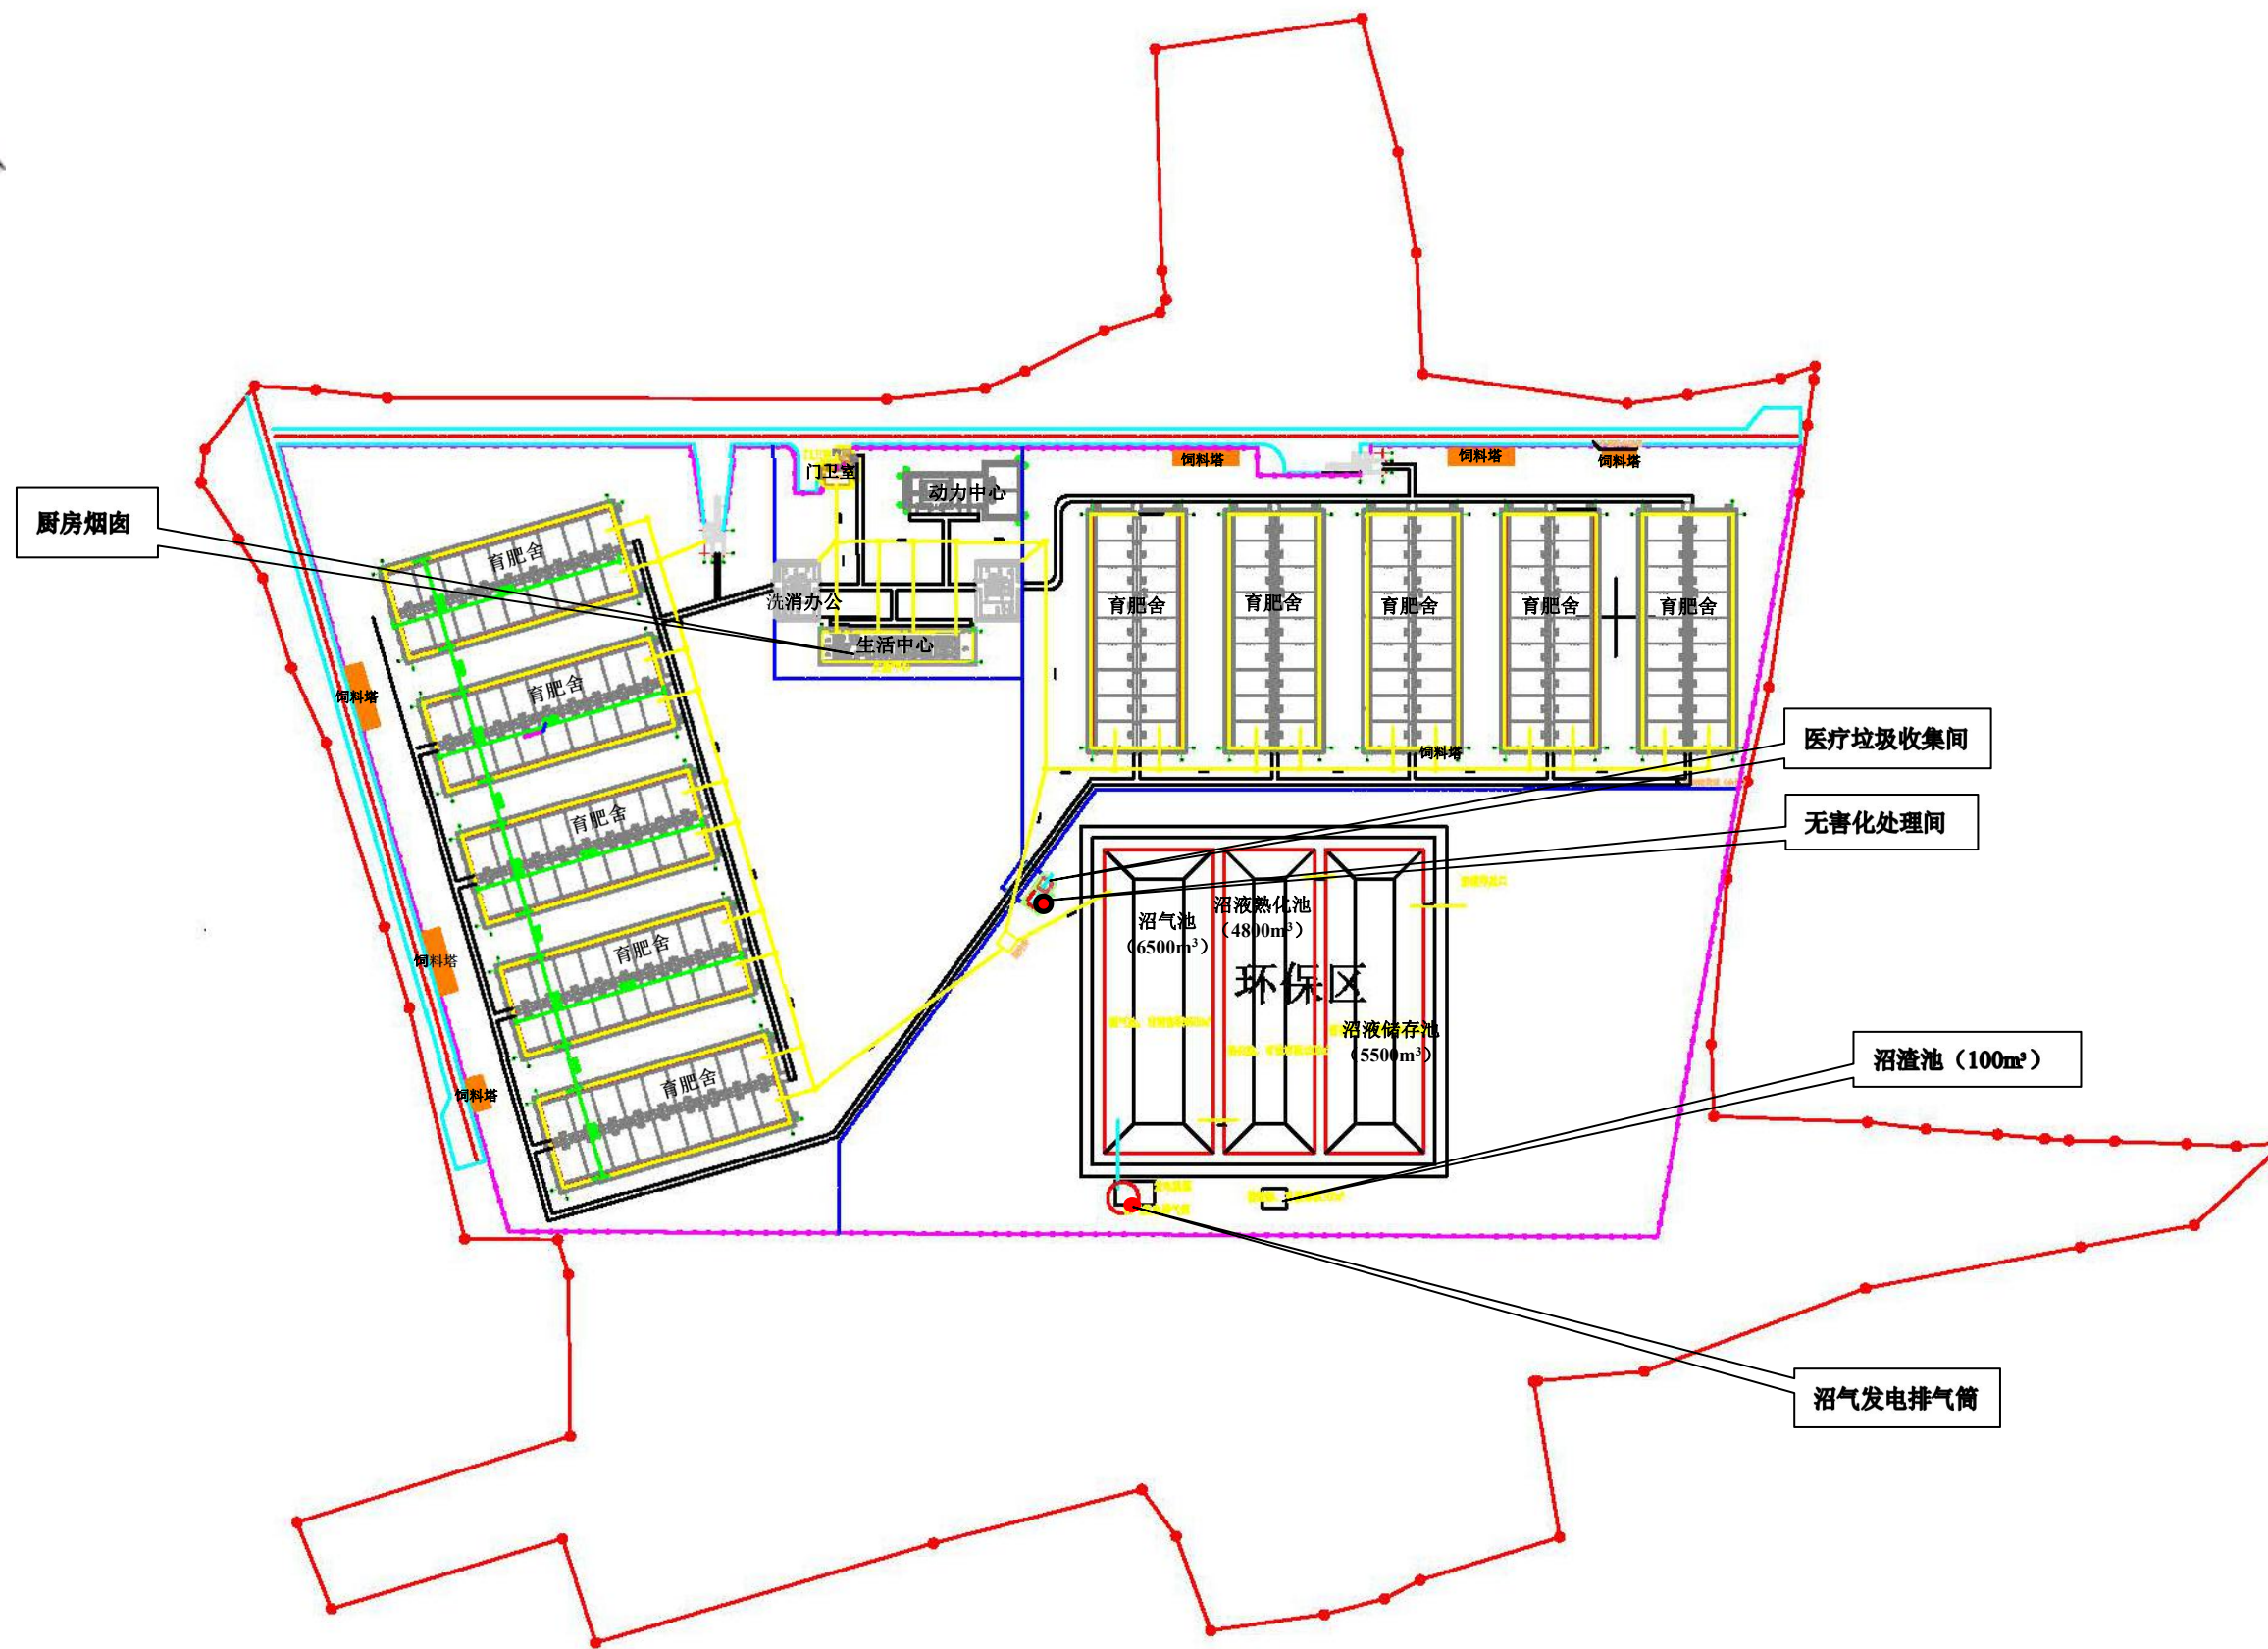 饲料塔
饲料塔
饲料塔
门卫室
动力中心
厨房烟囱
育肥舍
洗消办公
育肥舍
育肥舍
育肥舍
育肥舍
育肥舍
生活中心
育肥舍
饲料塔
医疗垃圾收集间
饲料塔
育肥舍
无害化处理间
沼气池
(6500m³)
沼液熟化池
(4800m³)
育肥舍
饲料塔
环保区
沼液储存池
(5500m³)
沼渣池（100m³）
育肥舍
饲料塔
沼气发电排气筒